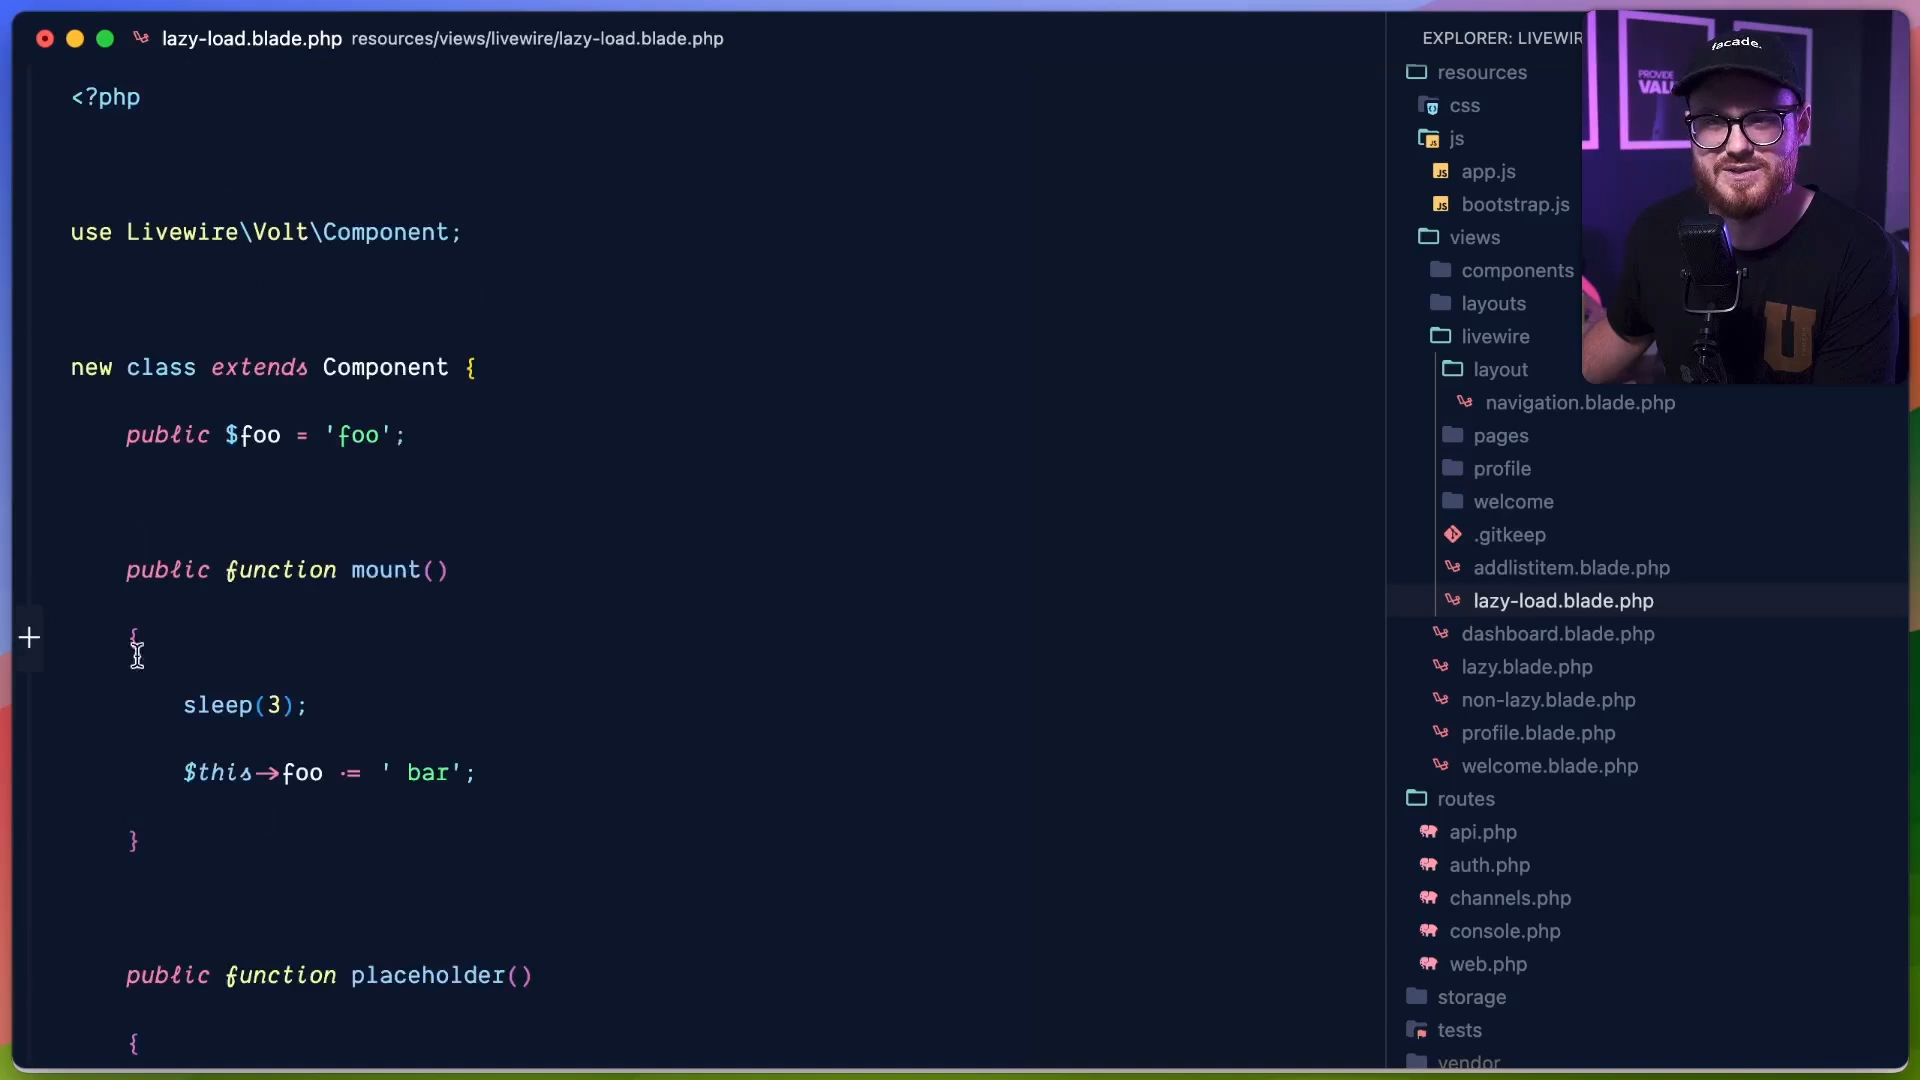 lazy-load.blade.php resources/views/livewire/lazy-load.blade.php
<?php
use Livewire\Volt\Component;
new class extends Component {
public $foo = 'foo';
public function mount()
{
sleep(3);
$this->foo .= ' bar';
}
public function placeholder()
{
EXPLORER: LIVEWIR
resources
css
js
app.js
bootstrap.js
views
components
layouts
livewire
layout
navigation.blade.php
pages
profile
welcome
.gitkeep
addlistitem.blade.php
lazy-load.blade.php
dashboard.blade.php
lazy.blade.php
non-lazy.blade.php
profile.blade.php
welcome.blade.php
routes
api.php
auth.php
channels.php
console.php
web.php
storage
tests
vendor
facade.
PROVIDE
VAL
U